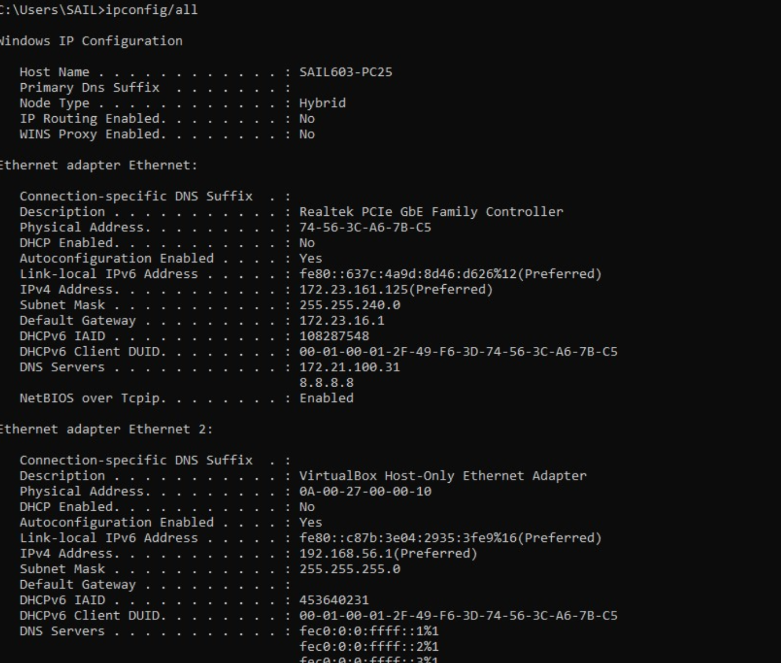 C:\Users\SAIL>ipconfig/all
Windows IP Configuration
Host Name . . . . . . . . . . . . : SAIL603-PC25
Primary Dns Suffix . . . . . . . :
Node Type . . . . . . . . . . . . : Hybrid
IP Routing Enabled. . . . . . . . : No
WINS Proxy Enabled. . . . . . . . : No
Ethernet adapter Ethernet:
Connection-specific DNS Suffix . :
Description . . . . . . . . . . . : Realtek PCIe GbE Family Controller
Physical Address. . . . . . . . . : 74-56-3C-A6-7B-C5
DHCP Enabled. . . . . . . . . . . : No
Autoconfiguration Enabled . . . . : Yes
Link-local IPv6 Address . . . . . : fe80::637c:4a9d:8d46:d626%12(Preferred)
IPv4 Address. . . . . . . . . . . : 172.23.161.125(Preferred)
Subnet Mask . . . . . . . . . . . : 255.255.240.0
Default Gateway . . . . . . . . . : 172.23.16.1
DHCPv6 IAID . . . . . . . . . . . : 108287548
DHCPv6 Client DUID. . . . . . . . : 00-01-00-01-2F-49-F6-3D-74-56-3C-A6-7B-C5
DNS Servers . . . . . . . . . . . : 172.21.100.31
8.8.8.8
NetBIOS over Tcpip. . . . . . . . : Enabled
Ethernet adapter Ethernet 2:
Connection-specific DNS Suffix . :
Description . . . . . . . . . . . : VirtualBox Host-Only Ethernet Adapter
Physical Address. . . . . . . . . : 0A-00-27-00-00-10
DHCP Enabled. . . . . . . . . . . : No
Autoconfiguration Enabled . . . . : Yes
Link-local IPv6 Address . . . . . : fe80::c87b:3e04:2935:3fe9%16(Preferred)
IPv4 Address. . . . . . . . . . . : 192.168.56.1(Preferred)
Subnet Mask . . . . . . . . . . . : 255.255.255.0
Default Gateway . . . . . . . . . :
DHCPv6 IAID . . . . . . . . . . . : 453640231
DHCPv6 Client DUID. . . . . . . . : 00-01-00-01-2F-49-F6-3D-74-56-3C-A6-7B-C5
DNS Servers . . . . . . . . . . . : fec0:0:0:ffff::1%1
fec0:0:0:ffff::2%1
fec0:0:0:ffff::3%1